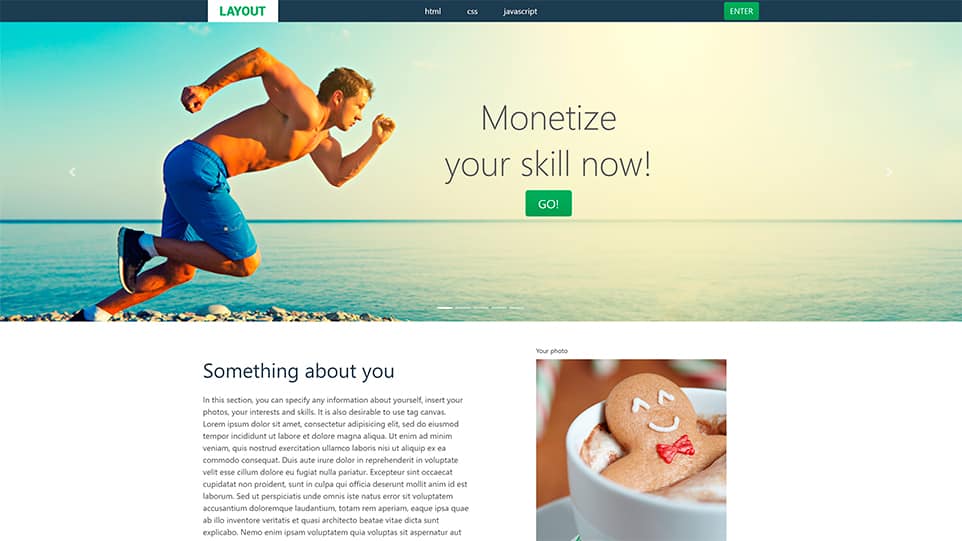 LAYOUT
html
css
javascript
ENTER
Monetize
your skill now!
GO!
Something about you
In this section, you can specify any information about yourself, insert your
photos, your interests and skills. It is also desirable to use tag canvas.
Lorem ipsum dolor sit amet, consectetur adipisicing elit, sed do eiusmod
tempor incididunt ut labore et dolore magna aliqua. Ut enim ad minim
veniam, quis nostrud exercitation ullamco laboris nisi ut aliquip ex ea
commodo consequat. Duis aute irure dolor in reprehenderit in voluptate
velit esse cillum dolore eu fugiat nulla pariatur. Excepteur sint occaecat
cupidatat non proident, sunt in culpa qui officia deserunt mollit anim id est
laborum. Sed ut perspiciatis unde omnis iste natus error sit voluptatem
accusantium doloremque laudantium, totam rem aperiam, eaque ipsa quae
ab illo inventore veritatis et quasi architecto beatae vitae dicta sunt
explicabo. Nemo enim ipsam voluptatem quia voluptas sit aspernatur aut
Your photo